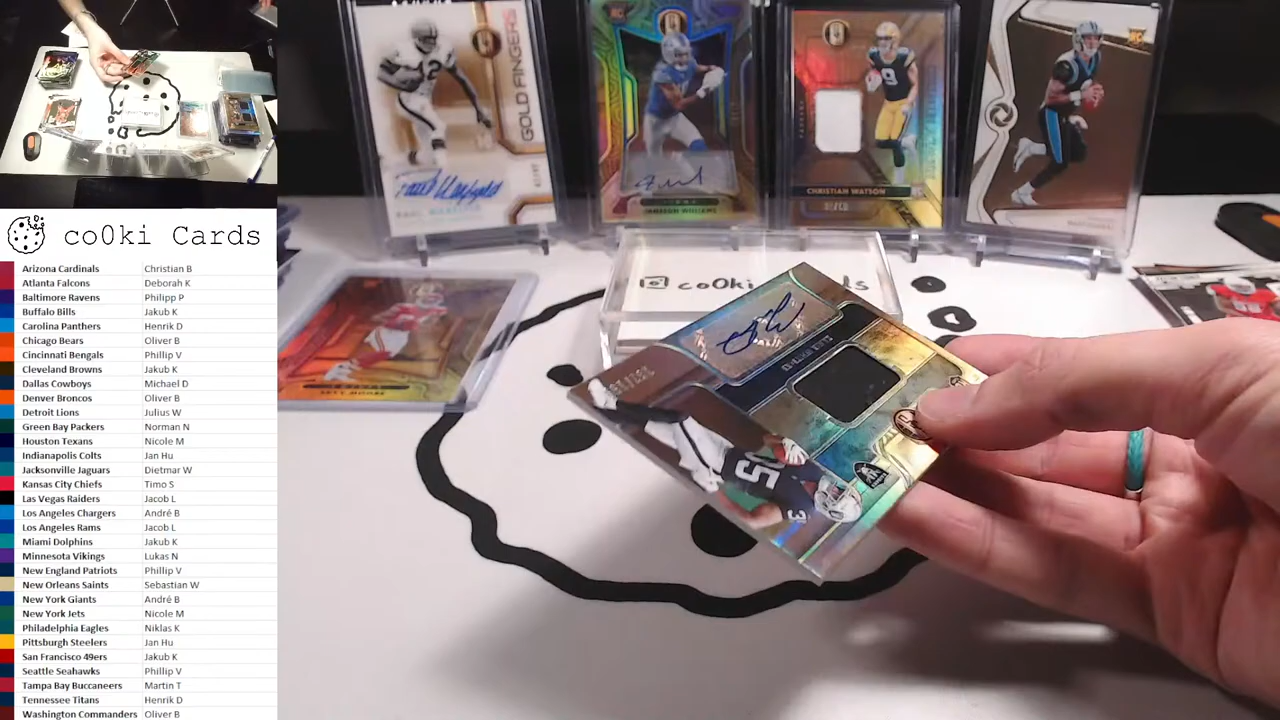 co0ki Cards
Arizona Cardinals Christian B
Atlanta Falcons Deborah K
Baltimore Ravens Philipp P
Buffalo Bills Jakub K
Carolina Panthers Henrik D
Chicago Bears Oliver B
Cincinnati Bengals Phillip V
Cleveland Browns Jakub K
Dallas Cowboys Michael D
Denver Broncos Oliver B
Detroit Lions Julius W
Green Bay Packers Norman N
Houston Texans Nicole M
Indianapolis Colts Jan Hu
Jacksonville Jaguars Dietmar W
Kansas City Chiefs Timo S
Las Vegas Raiders Jacob L
Los Angeles Chargers André B
Los Angeles Rams Jacob L
Miami Dolphins Jakub K
Minnesota Vikings Lukas N
New England Patriots Phillip V
New Orleans Saints Sebastian W
New York Giants André B
New York Jets Nicole M
Philadelphia Eagles Niklas K
Pittsburgh Steelers Jan Hu
San Francisco 49ers Jakub K
Seattle Seahawks Phillip V
Tampa Bay Buccaneers Martin T
Tennessee Titans Henrik D
Washington Commanders Oliver B
GOLD FINGERS
JAMESON WILLIAMS
CHRISTIAN WATSON
RC
co0ki
35